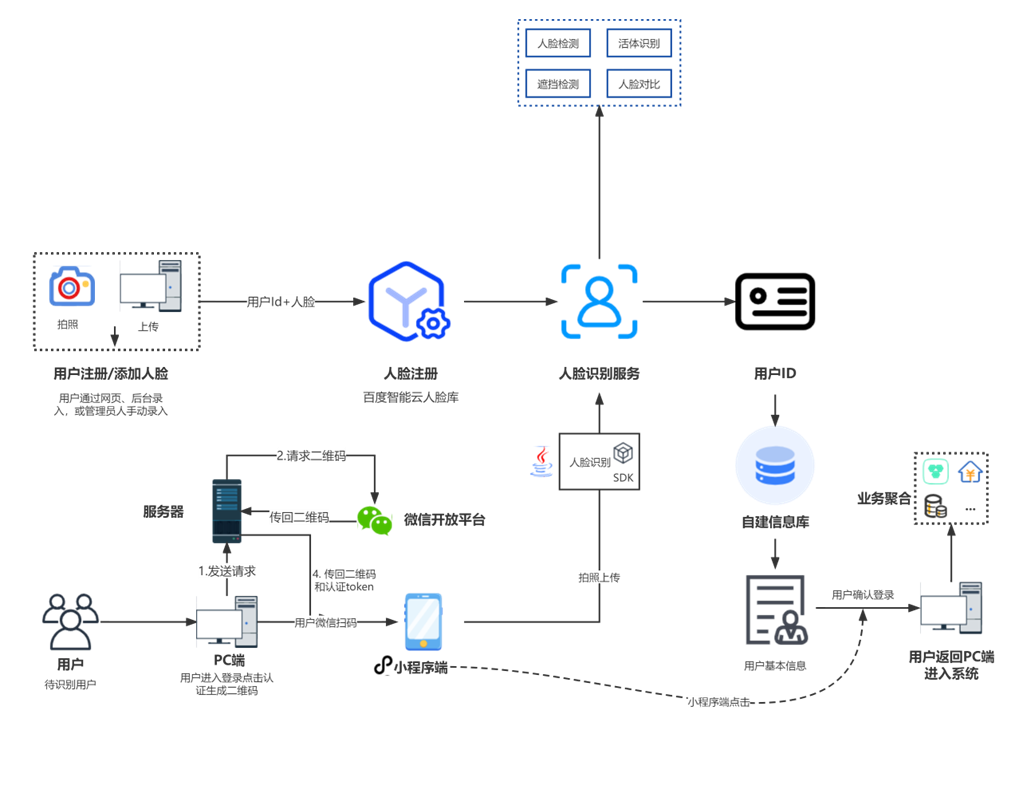 人脸检测
活体识别
遮挡检测
人脸对比
拍照
上传
用户Id+人脸
用户注册/添加人脸
用户通过网页、后台录
入，或管理员人手动录入
人脸注册
百度智能云人脸库
人脸识别服务
用户ID
人脸识别
SDK
2.请求二维码
服务器
传回二维码
微信开放平台
自建信息库
业务聚合
...
1.发送请求
4. 传回二维码
和认证token
拍照上传
用户微信扫码
用户确认登录
用户
待识别用户
PC端
用户进入登录点击认
证生成二维码
小程序端
用户基本信息
用户返回PC端
进入系统
小程序端点击